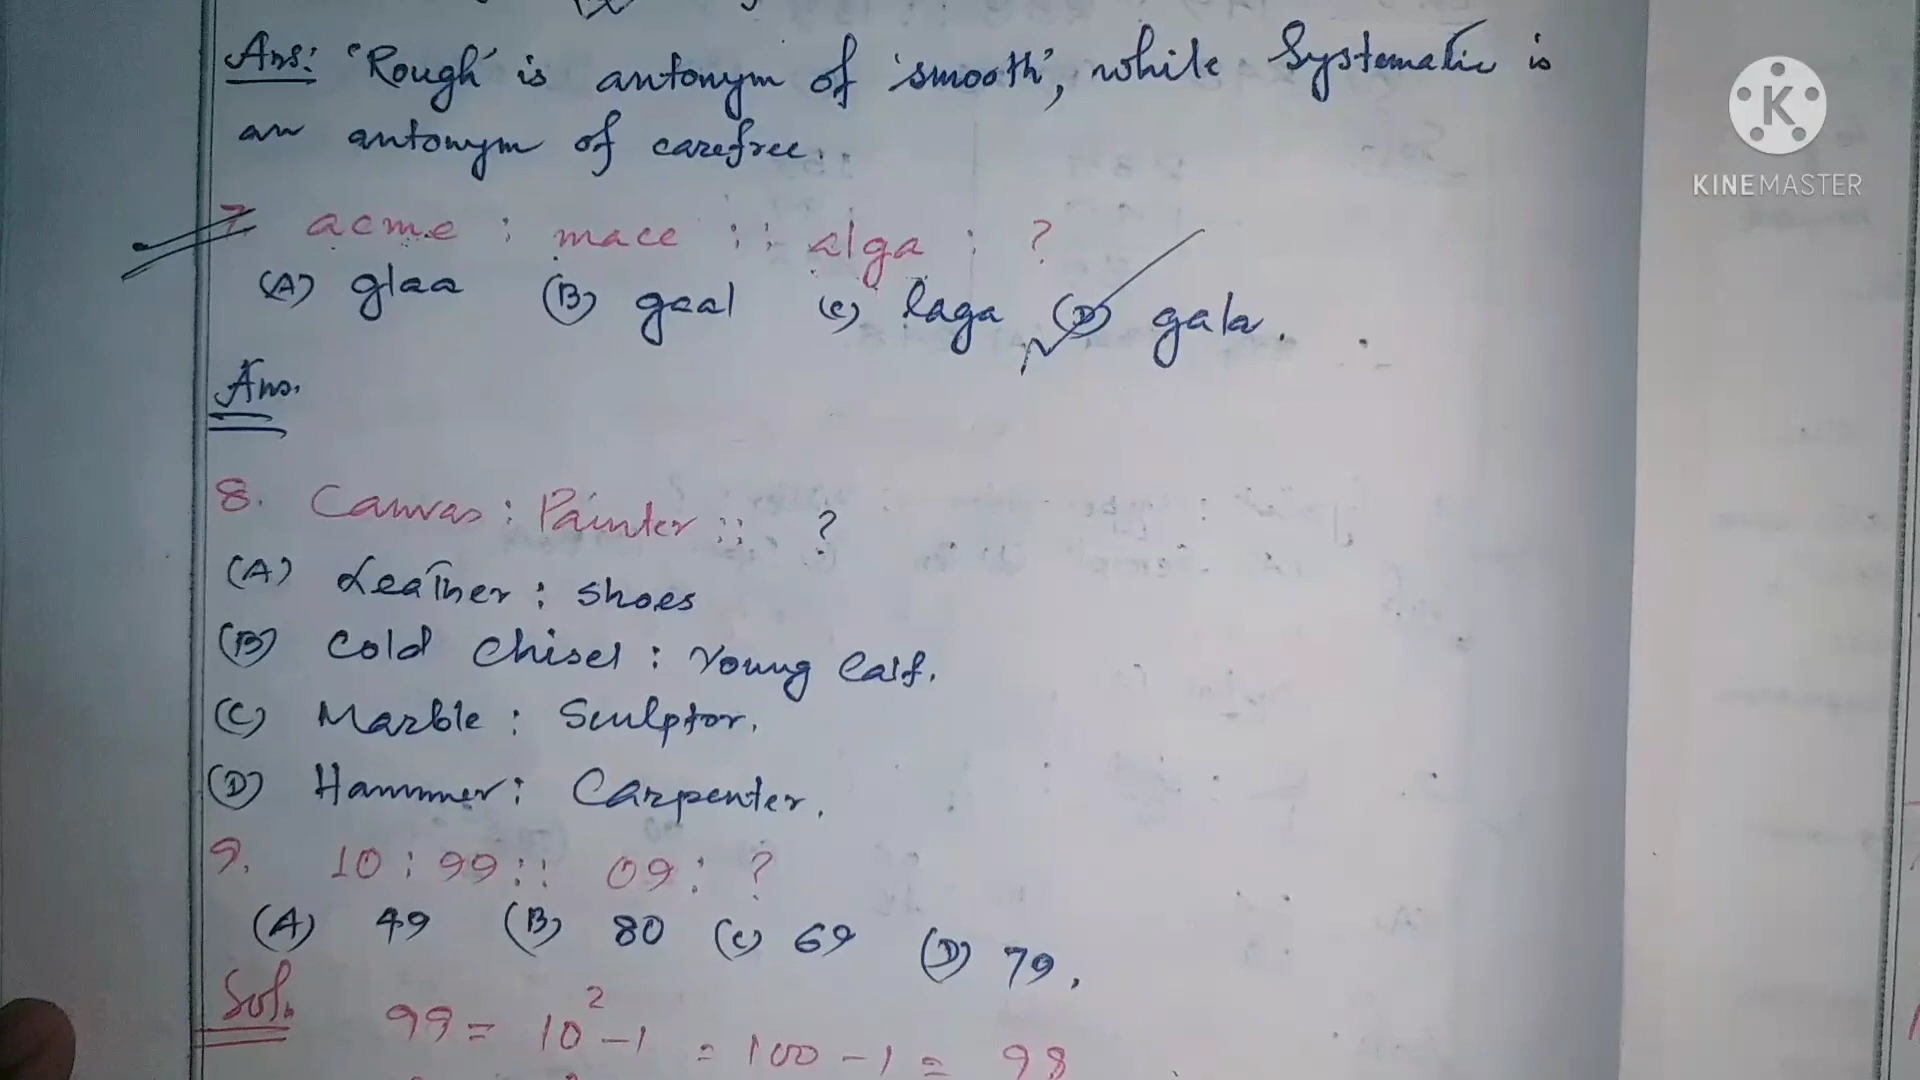 Ans: 'Rough' is antonym of 'smooth', while Systematic is
an antonym of carefree.
7. acme : mace :: alga : ?
(A) glaa (B) gaal (c) laga (D) gala.
Ans.
8. Canvas : Painter :: ?
(A) Leather : Shoes
(B) Cold Chisel : Young Calf.
(C) Marble : Sculptor.
(D) Hammer : Carpenter.
9. 10 : 99 :: 09 : ?
(A) 49 (B) 80 (C) 69 (D) 79.
Sol. 99 = 10² - 1 = 100 - 1 = 99
K
KINEMASTER